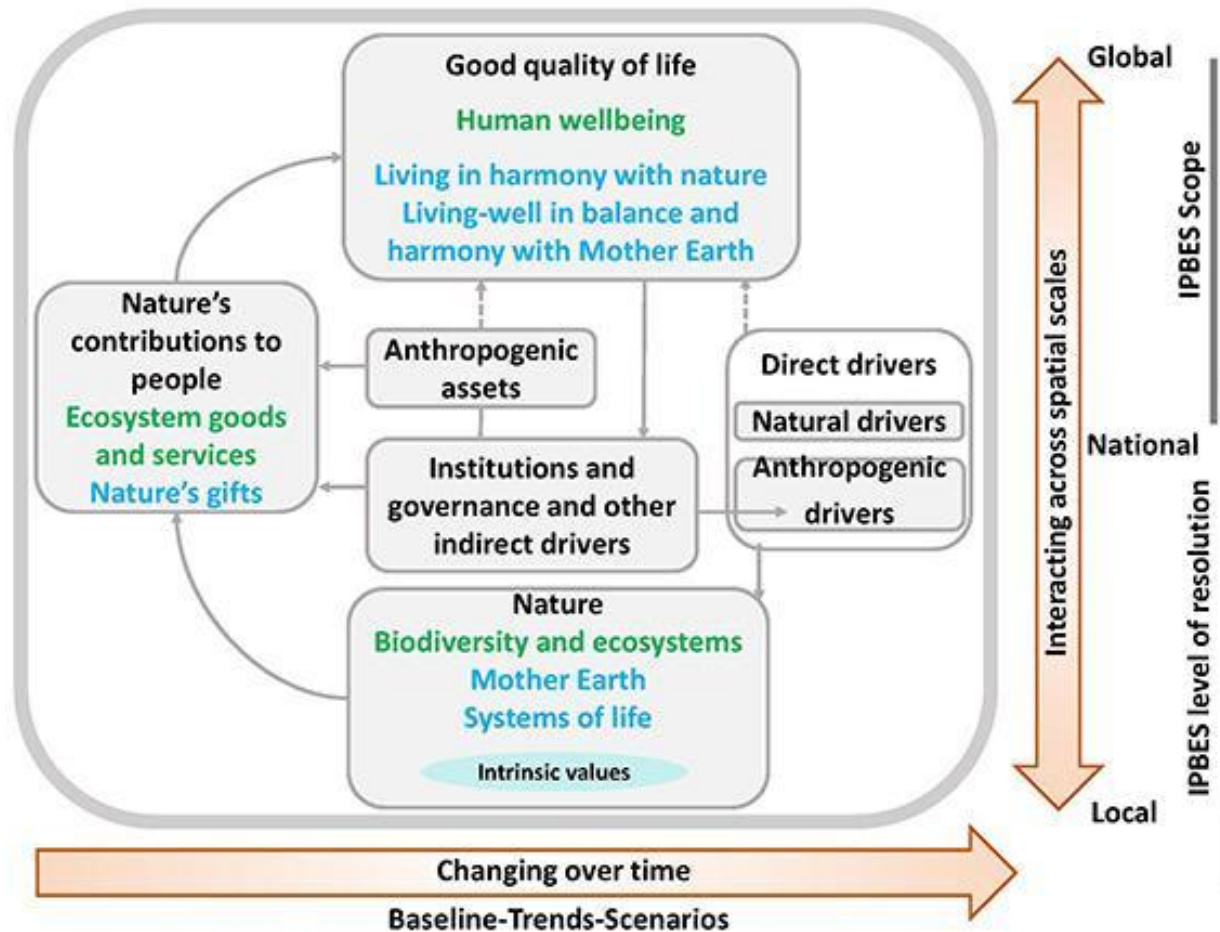 Good quality of life
Human wellbeing
Living in harmony with nature
Living-well in balance and
harmony with Mother Earth
Nature's
contributions to
people
Ecosystem goods
and services
Nature's gifts
Anthropogenic
assets
Institutions and
governance and other
indirect drivers
Direct drivers
Natural drivers
Anthropogenic
drivers
Nature
Biodiversity and ecosystems
Mother Earth
Systems of life
Intrinsic values
Interacting across spatial scales
Global
National
Local
IPBES Scope
IPBES level of resolution
Changing over time
Baseline-Trends-Scenarios